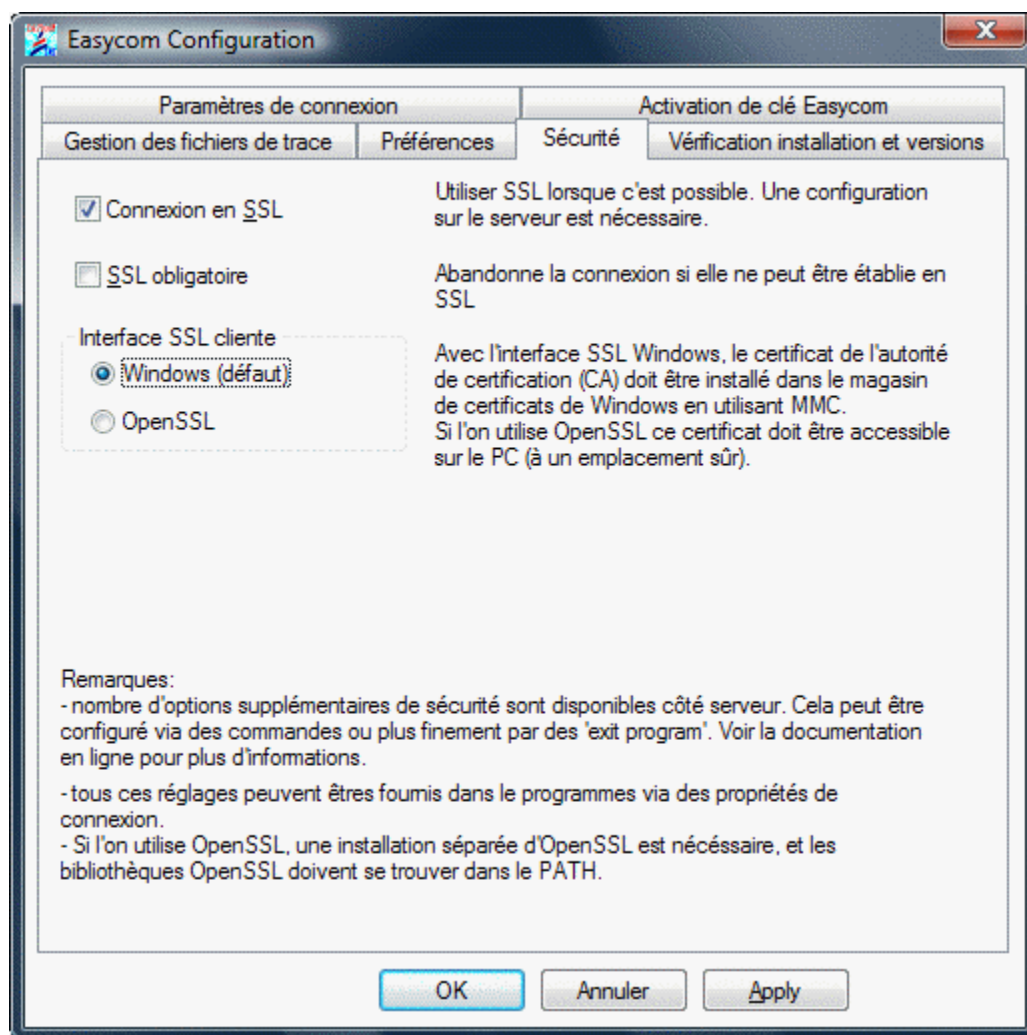 Easycom Configuration
Paramètres de connexion
Activation de clé Easycom
Gestion des fichiers de trace
Préférences
Sécurité
Vérification installation et versions
Connexion en SSL
Utiliser SSL lorsque c'est possible. Une configuration
sur le serveur est nécessaire.
SSL obligatoire
Abandonne la connexion si elle ne peut être établie en
SSL
Interface SSL cliente
Windows (défaut)
OpenSSL
Avec l'interface SSL Windows, le certificat de l'autorité
de certification (CA) doit être installé dans le magasin
de certificats de Windows en utilisant MMC.
Si l'on utilise OpenSSL ce certificat doit être accessible
sur le PC (à un emplacement sûr).
Remarques:
- nombre d'options supplémentaires de sécurité sont disponibles côté serveur. Cela peut être
configuré via des commandes ou plus finement par des 'exit program'. Voir la documentation
en ligne pour plus d'informations.
- tous ces réglages peuvent êtres fournis dans le programmes via des propriétés de
connexion.
- Si l'on utilise OpenSSL, une installation séparée d'OpenSSL est nécéssaire, et les
bibliothèques OpenSSL doivent se trouver dans le PATH.
OK
Annuler
Apply